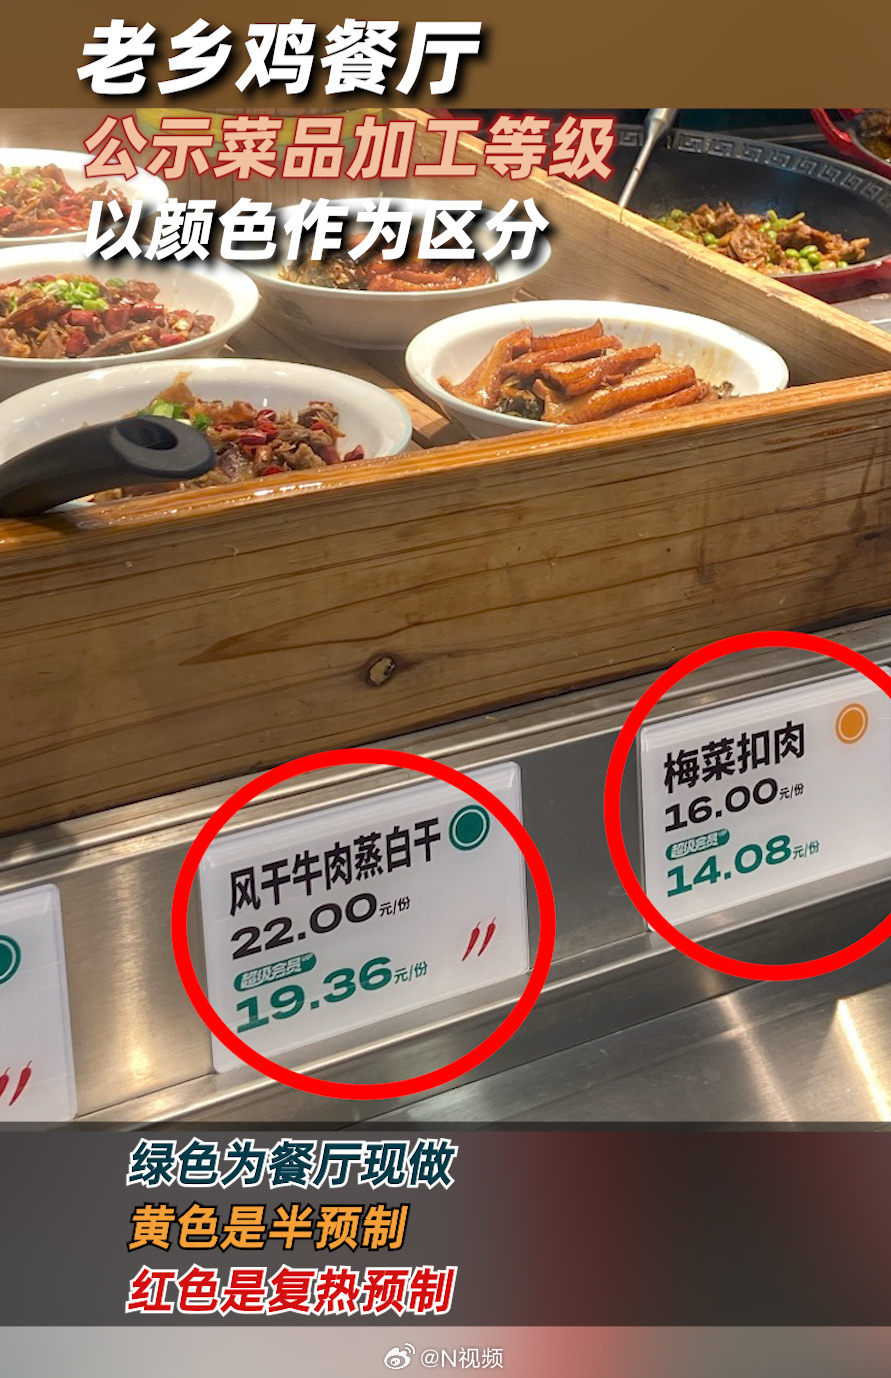 老乡鸡餐厅
公示菜品加工等级
以颜色作为区分
梅菜扣肉
16.00元/份
超级会员
14.08元/份
风干牛肉蒸白干
22.00元/份
超级会员
19.36元/份
绿色为餐厅现做
黄色是半预制
红色是复热预制
@N视频